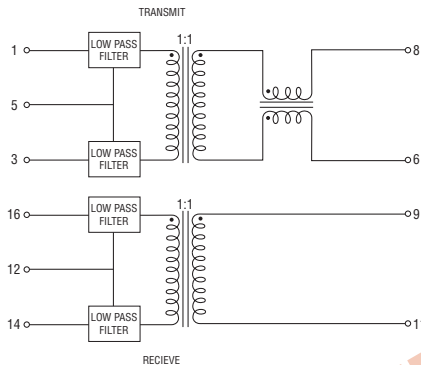 TRANSMIT
1
LOW PASS
FILTER
1:1
8
5
3
LOW PASS
FILTER
6
16
LOW PASS
FILTER
1:1
9
12
14
LOW PASS
FILTER
RECIEVE